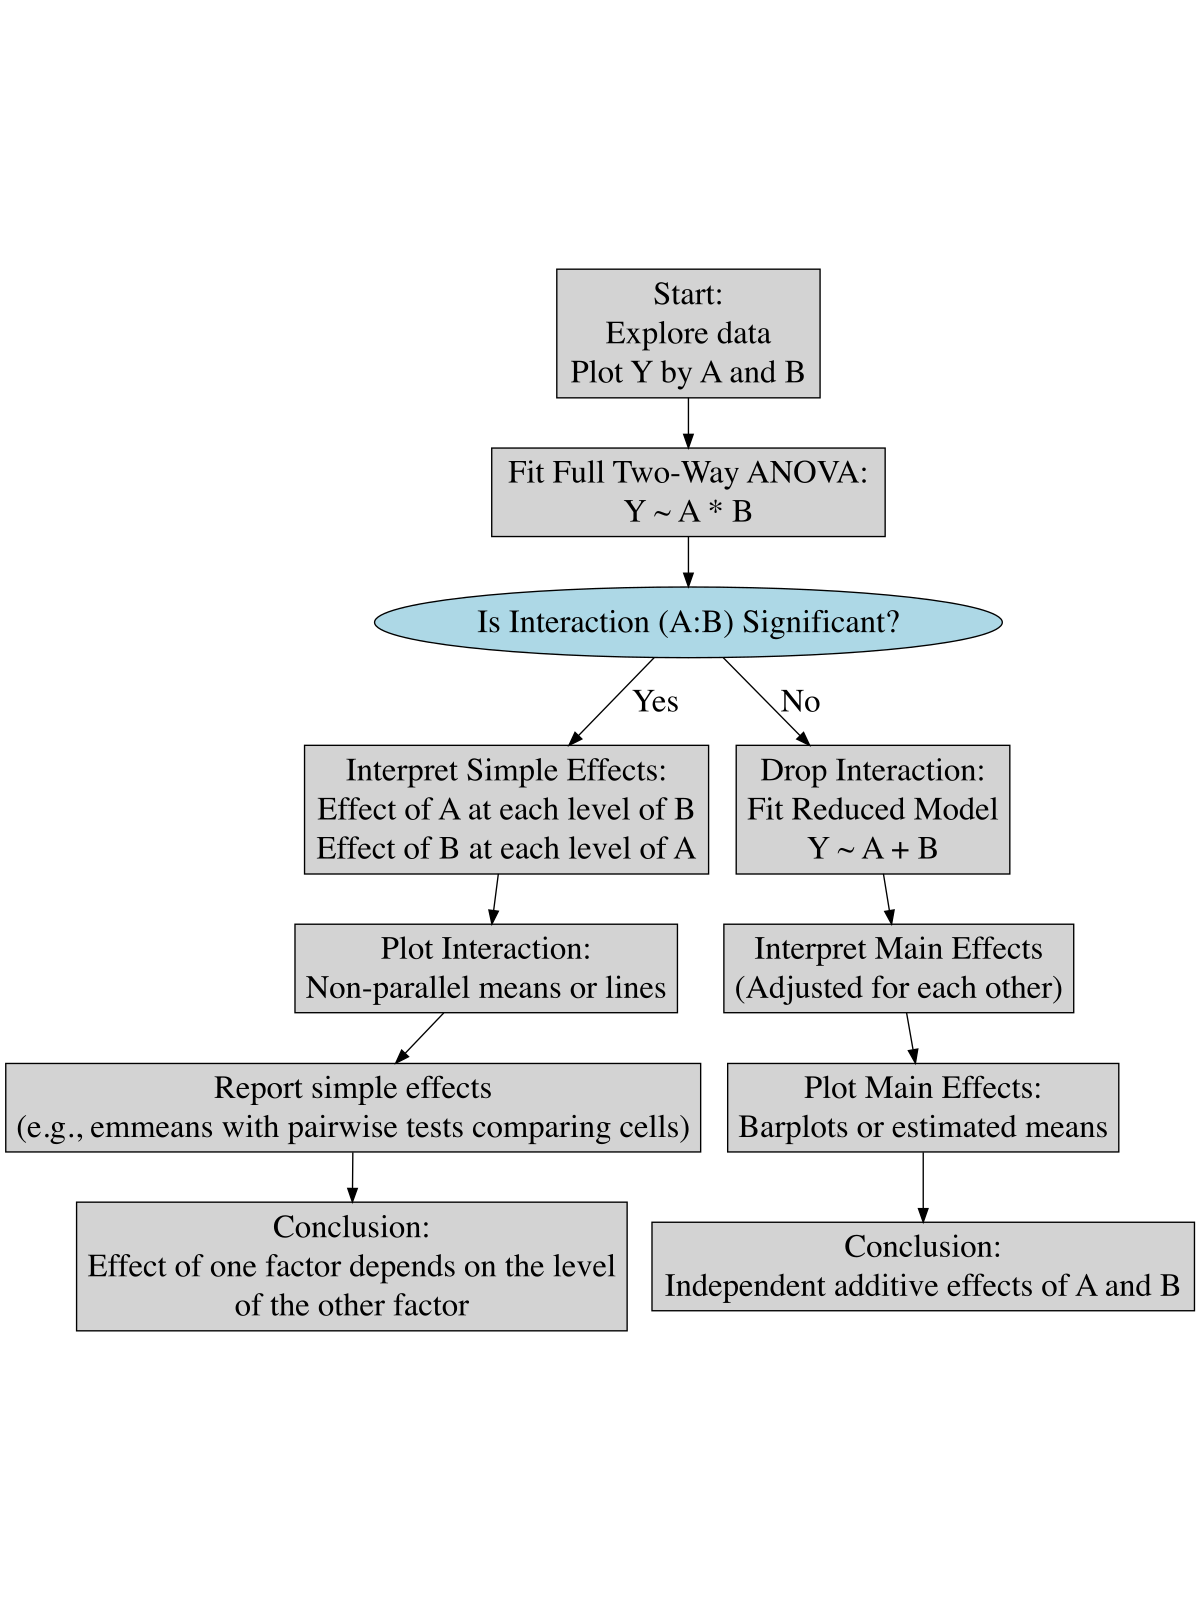 Start:
Explore data
Plot Y by A and B
Fit Full Two-Way ANOVA:
Y ~ A * B
Is Interaction (A:B) Significant?
Yes
No
Interpret Simple Effects:
Effect of A at each level of B
Effect of B at each level of A
Drop Interaction:
Fit Reduced Model
Y ~ A + B
Plot Interaction:
Non-parallel means or lines
Interpret Main Effects
(Adjusted for each other)
Report simple effects
(e.g., emmeans with pairwise tests comparing cells)
Plot Main Effects:
Barplots or estimated means
Conclusion:
Effect of one factor depends on the level
of the other factor
Conclusion:
Independent additive effects of A and B